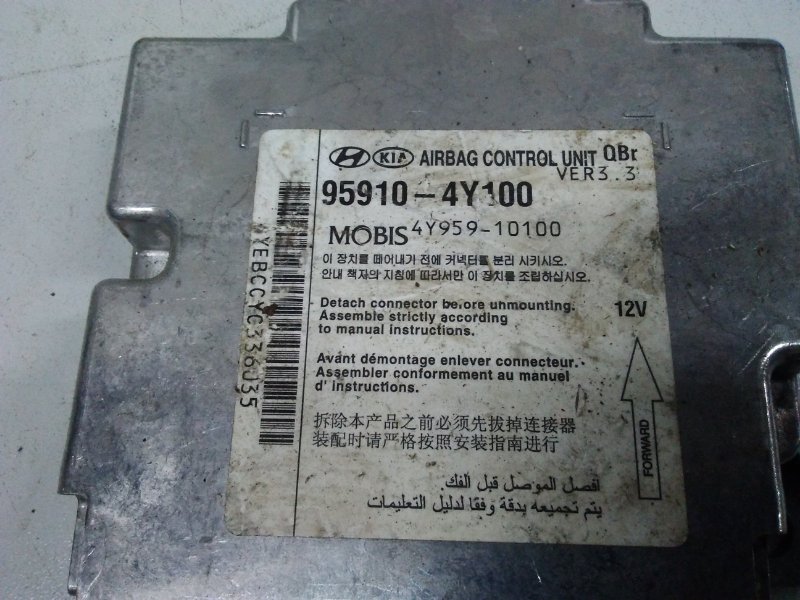 KIA AIRBAG CONTROL UNIT QBr
VER3.3
95910-4Y100
MOBIS 4Y959-10100
이 장치를 떼어내기 전에 커넥터를 분리 시키시오.
안내 책자의 지침에 따라서만 이 장치를 조립하십시오.
Detach connector before unmounting.
Assemble strictly according
to manual instructions.
12V
Avant démontage enlever connecteur.
Assembler conformement au manuel
d' instructions.
拆除本产品之前必须先拔掉连接器
装配时请严格按照安装指南进行
افصل الموصل قبل الفك.
يتم تجميعه بدقة وفقا لدليل التعليمات
FORWARD